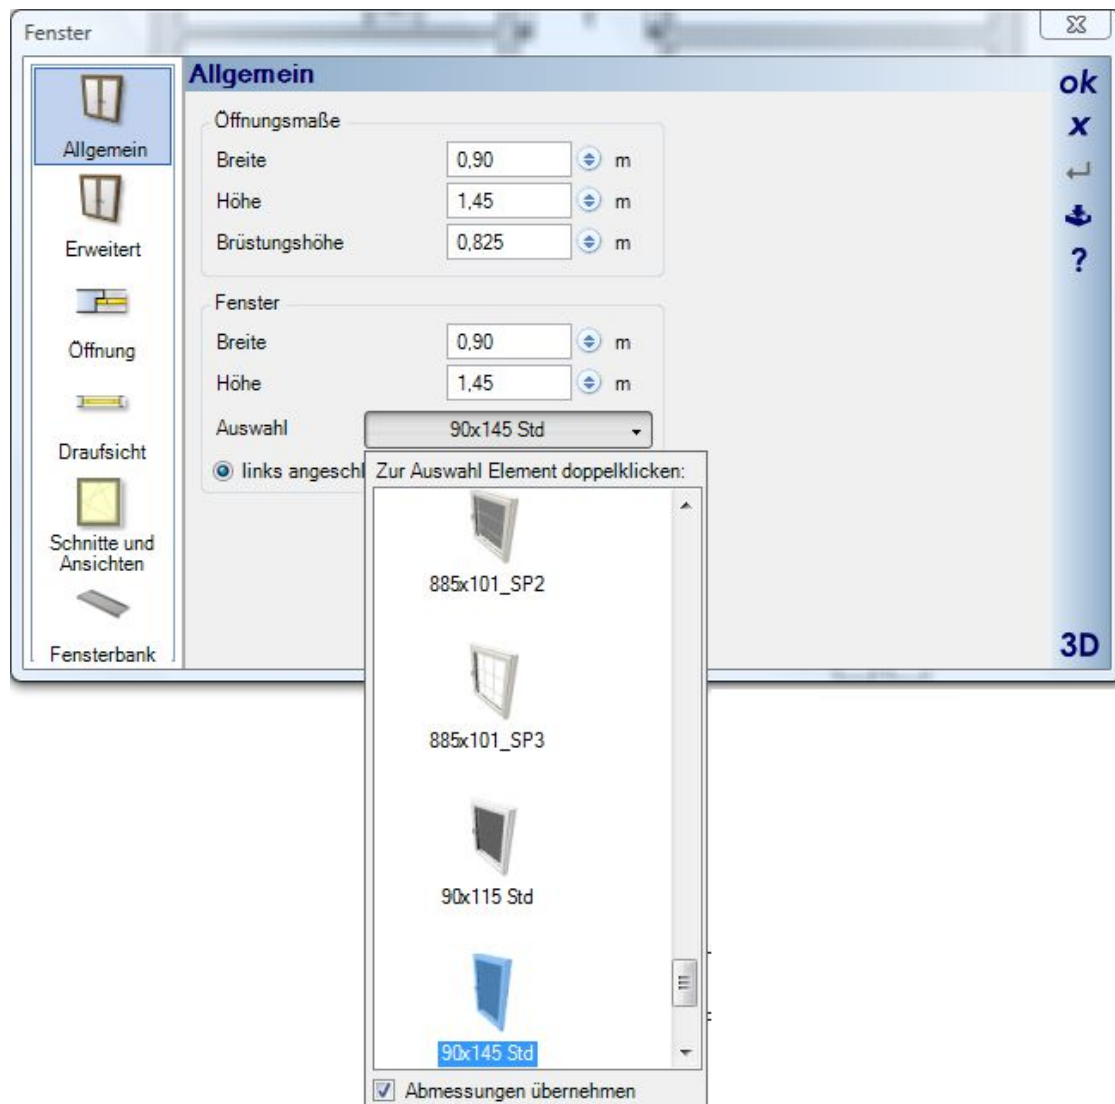 Fenster
Allgemein
Erweitert
Öffnung
Draufsicht
Schnitte und
Ansichten
Fensterbank
Allgemein
Öffnungsmaße
Breite 0,90 m
Höhe 1,45 m
Brüstungshöhe 0,825 m
Fenster
Breite 0,90 m
Höhe 1,45 m
Auswahl 90x145 Std
links angeschl
Zur Auswahl Element doppelklicken:
885x101_SP2
885x101_SP3
90x115 Std
90x145 Std
Abmessungen übernehmen
ok
x
?
3D